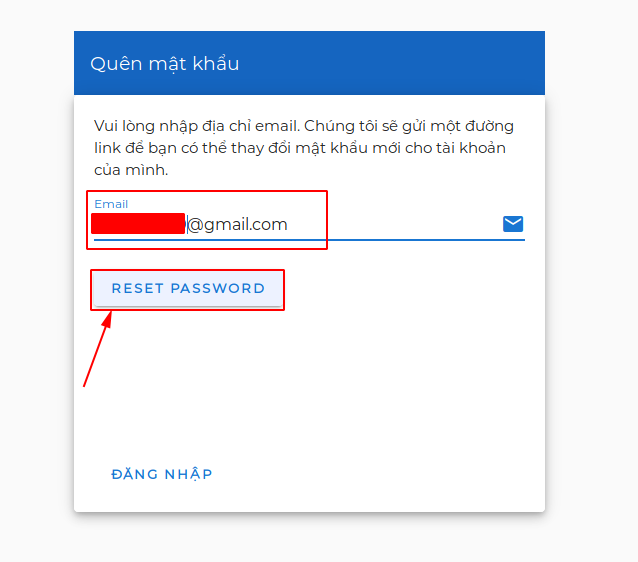 Quên mật khẩu
Vui lòng nhập địa chỉ email. Chúng tôi sẽ gửi một đường
link để bạn có thể thay đổi mật khẩu mới cho tài khoản
của mình.
Email
@gmail.com
RESET PASSWORD
ĐĂNG NHẬP